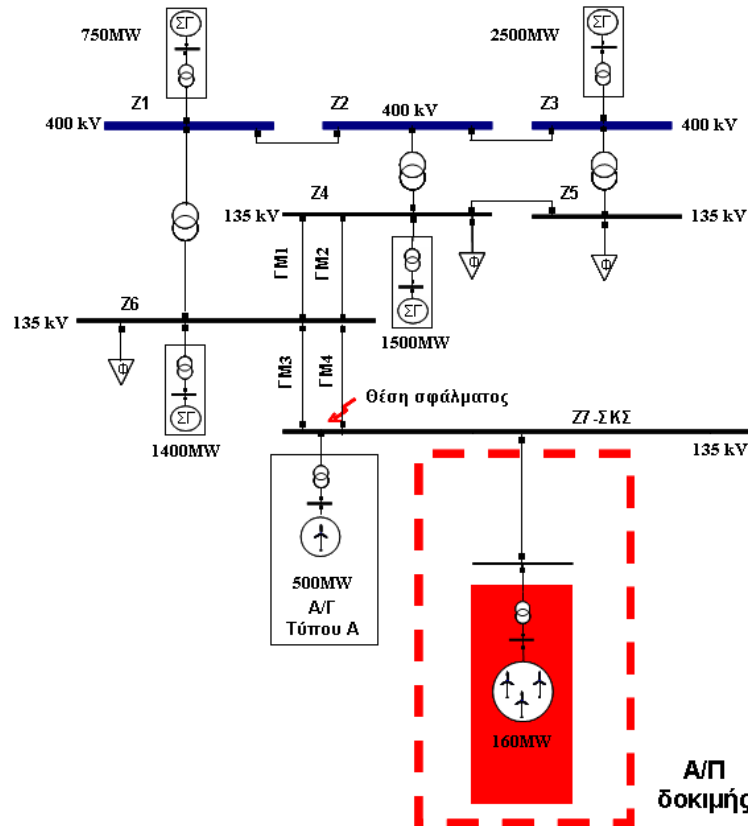 ΣΓ
750MW
ΣΓ
2500MW
Z1
Z2
400 kV
Z3
400 kV
400 kV
Z4
Z5
135 kV
135 kV
ΓΜ1
ΓΜ2
Φ
Φ
ΣΓ
1500MW
Z6
135 kV
Φ
ΣΓ
1400MW
ΓΜ3
ΓΜ4
Θέση σφάλματος
Z7-ΣΚΣ
135 kV
500MW
Α/Γ
Τύπου Α
160MW
Α/Π
δοκιμής